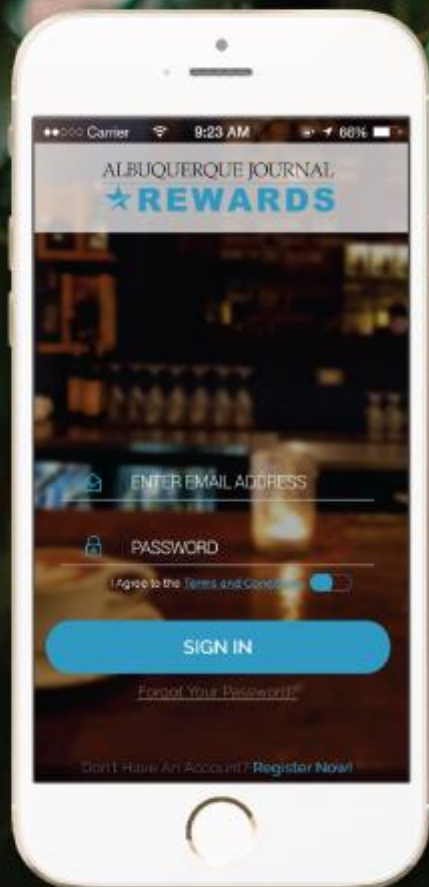 Carrier 9:23 AM 66%
ALBUQUERQUE JOURNAL
REWARDS
ENTER EMAIL ADDRESS
PASSWORD
I Agree to the Terms and Conditions
SIGN IN
Forgot Your Password?
Don't Have An Account? Register Now!